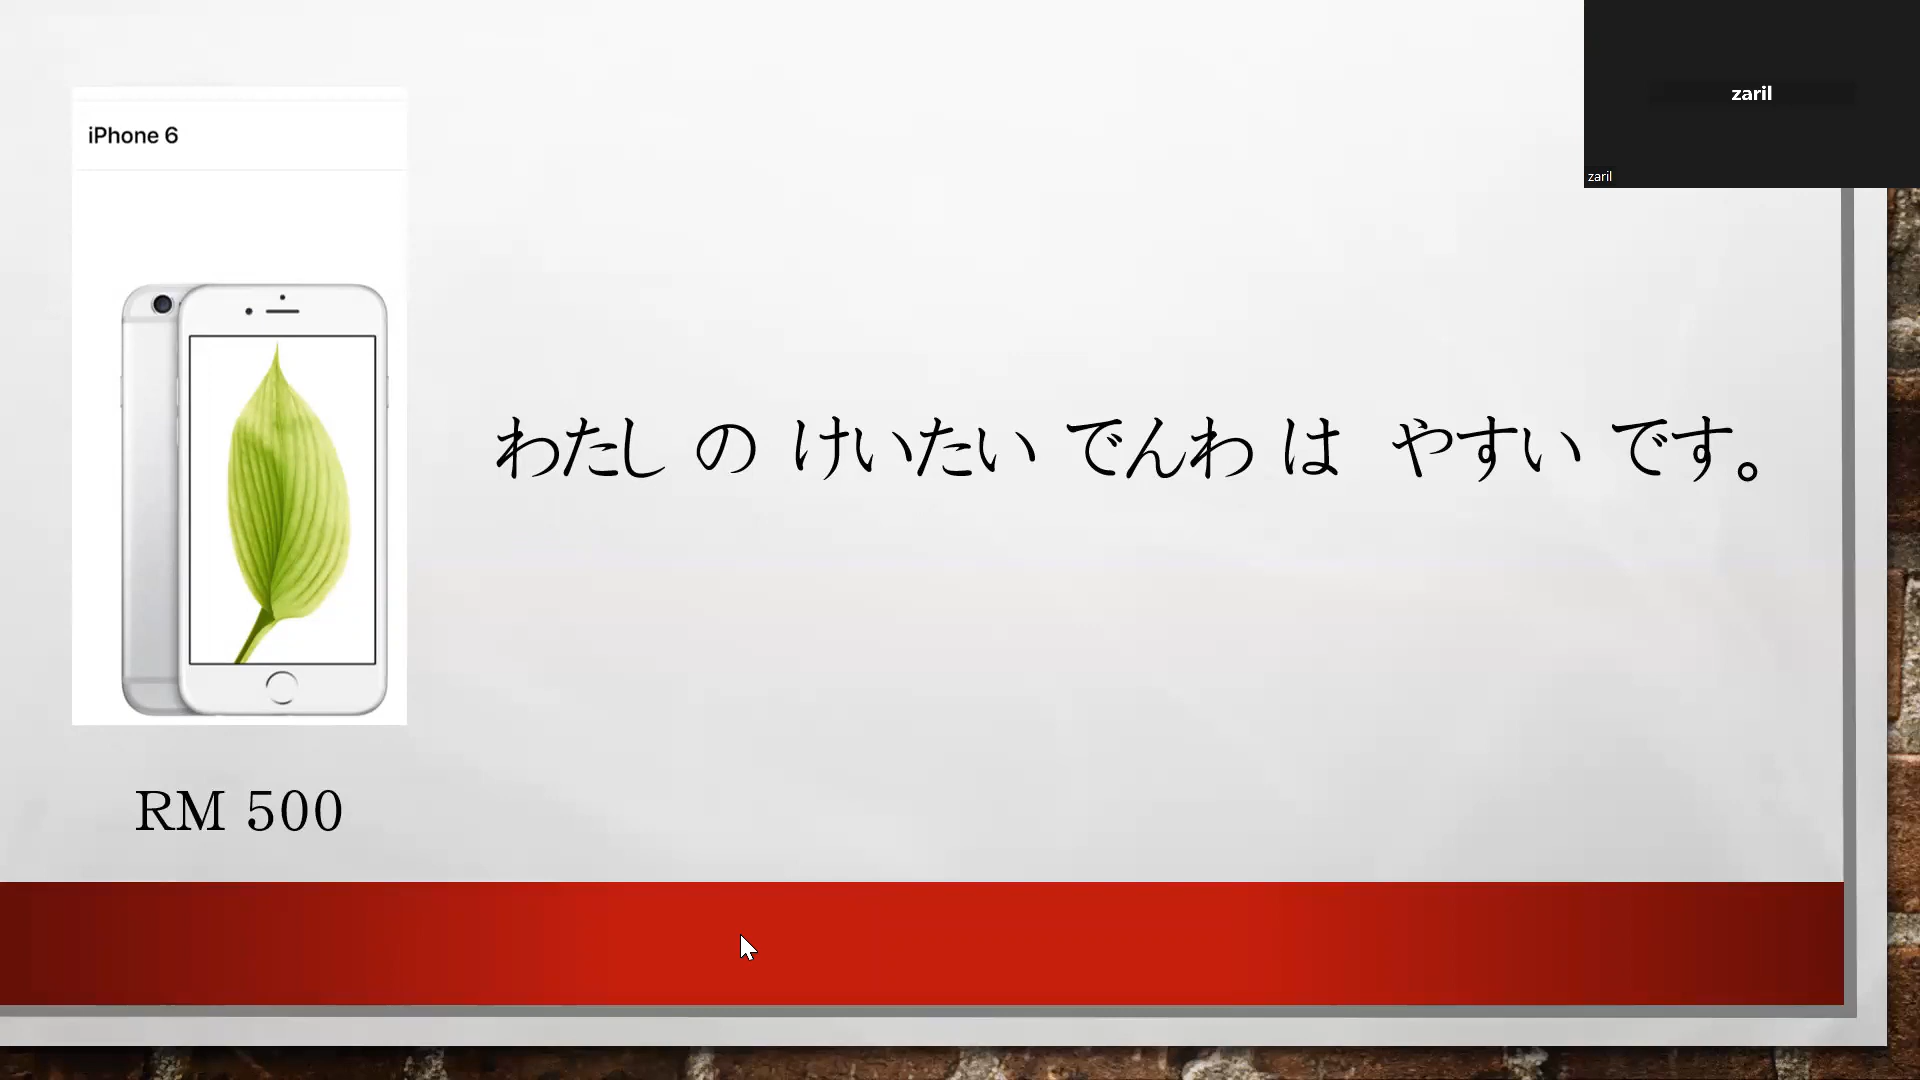 zaril
zaril
iPhone 6
わたし の けいたい でんわ は やすい です。
RM 500